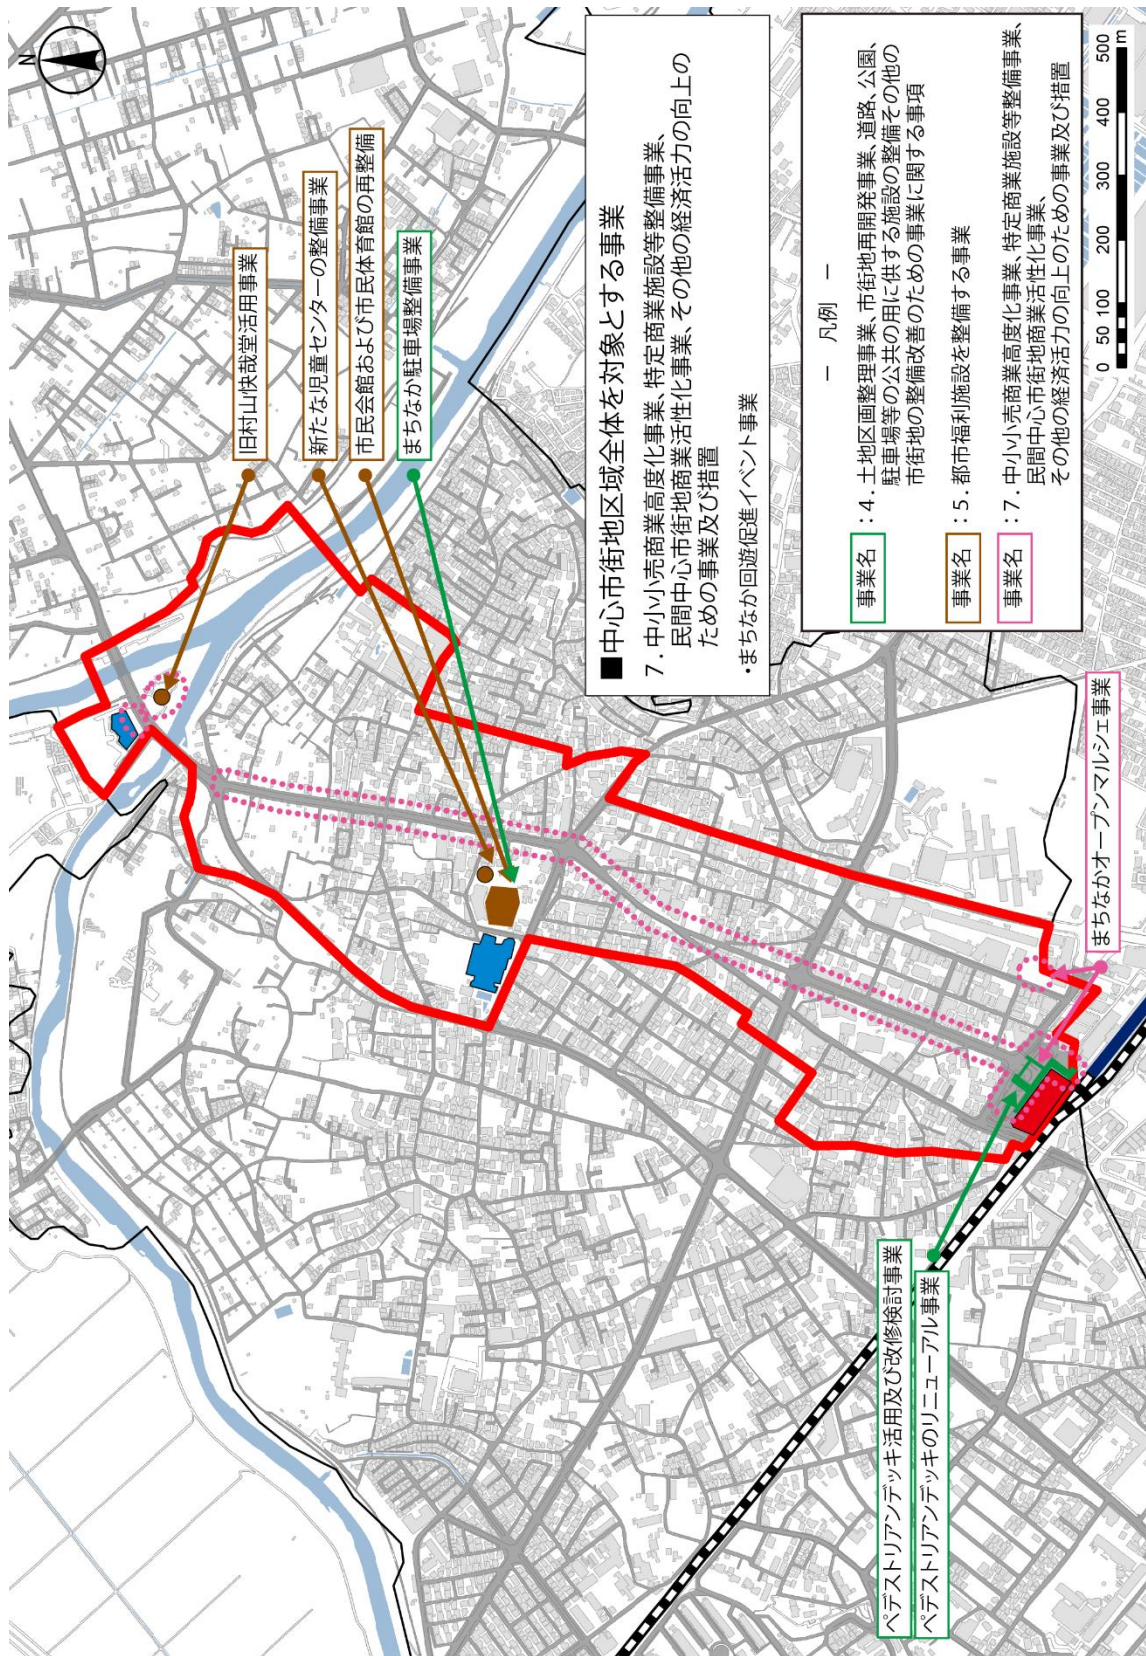 N
旧村山快哉堂活用事業
新たな児童センターの整備事業
市民会館および市民体育館の再整備
まちなか駐車場整備事業
■中心市街地区域全体を対象とする事業
7．中小小売商業高度化事業、特定商業施設等整備事業、
民間中心市街地商業活性化事業、その他の経済活力の向上の
ための事業及び措置
・まちなか回遊促進イベント事業
ー　凡例　ー
事業名 ：4．土地区画整理事業、市街地再開発事業、道路、公園、
駐車場等の公共の用に供する施設の整備その他の
市街地の整備改善のための事業に関する事項
事業名 ：5．都市福利施設を整備する事業
事業名 ：7．中小小売商業高度化事業、特定商業施設等整備事業、
民間中心市街地商業活性化事業、
その他の経済活力の向上のための事業及び措置
0 50 100 200 300 400 500
m
ペデストリアンデッキ活用及び改修検討事業
ペデストリアンデッキのリニューアル事業
まちなかオープンマルシェ事業